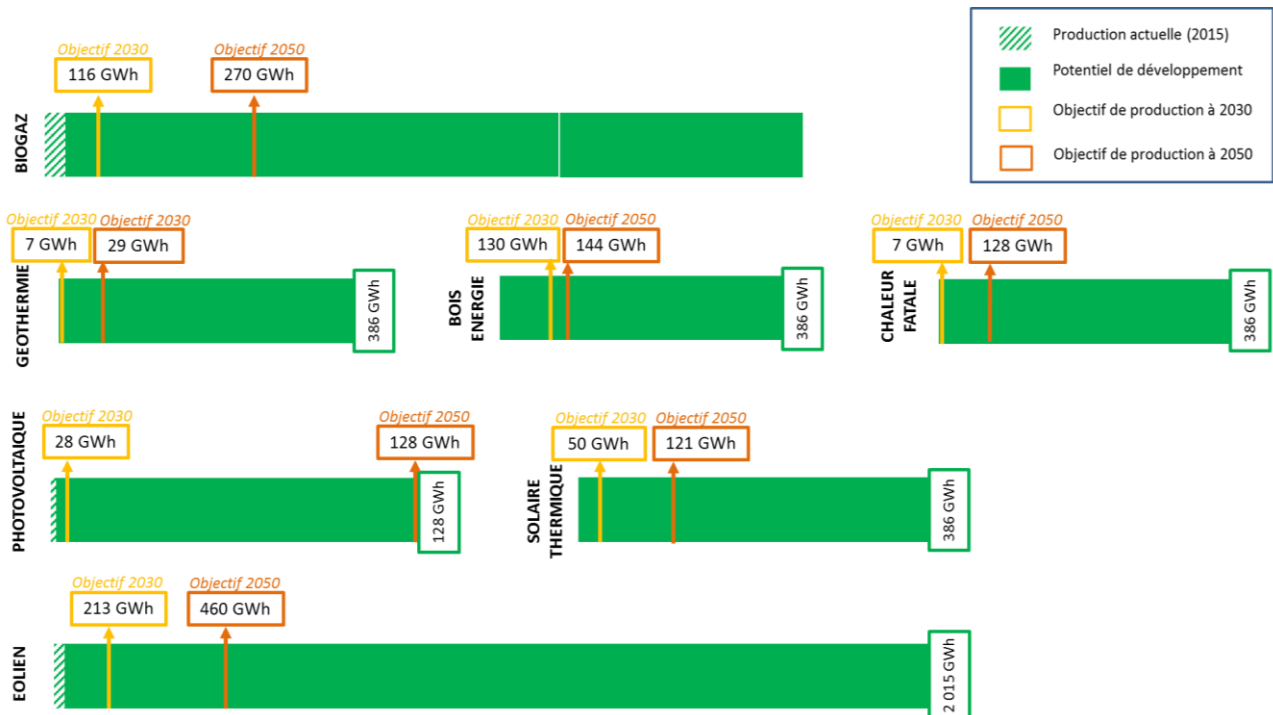 Production actuelle (2015)
Potentiel de développement
Objectif de production à 2030
Objectif de production à 2050
BIOGAZ
Objectif 2030
116 GWh
Objectif 2050
270 GWh
GEOTHERMIE
Objectif 2030
7 GWh
Objectif 2030
29 GWh
386 GWh
BOIS
ENERGIE
Objectif 2030
130 GWh
Objectif 2050
144 GWh
386 GWh
CHALEUR
FATALE
Objectif 2030
7 GWh
Objectif 2050
128 GWh
386 GWh
PHOTOVOLTAIQUE
Objectif 2030
28 GWh
Objectif 2050
128 GWh
128 GWh
SOLAIRE
THERMIQUE
Objectif 2030
50 GWh
Objectif 2050
121 GWh
386 GWh
EOLIEN
Objectif 2030
213 GWh
Objectif 2050
460 GWh
2 015 GWh